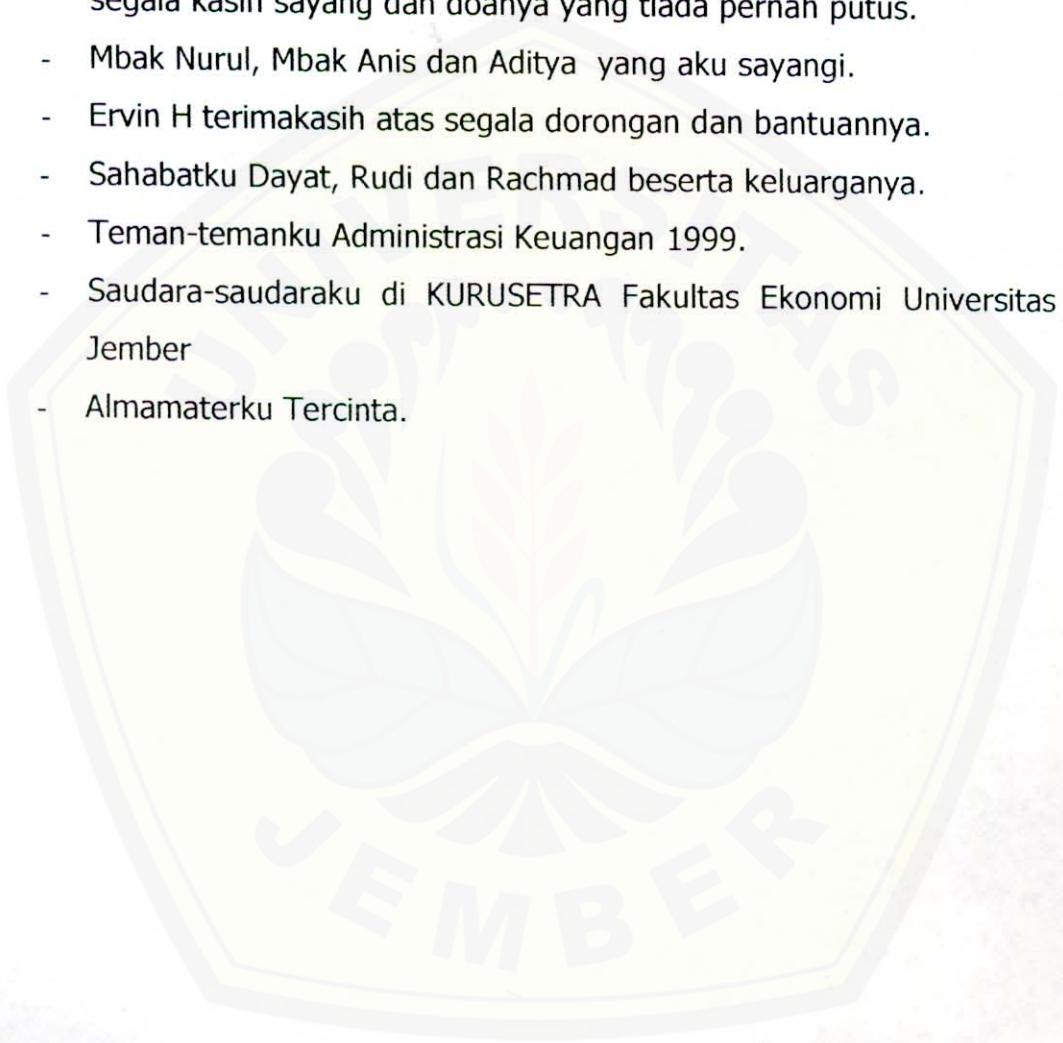 segala kasih sayang dan doanya yang tiada pernah putus.
- Mbak Nurul, Mbak Anis dan Aditya yang aku sayangi.
- Ervin H terimakasih atas segala dorongan dan bantuannya.
- Sahabatku Dayat, Rudi dan Rachmad beserta keluarganya.
- Teman-temanku Administrasi Keuangan 1999.
- Saudara-saudaraku di KURUSETRA Fakultas Ekonomi Universitas
Jember
- Almamaterku Tercinta.
UNIVERSITAS
JEMBER